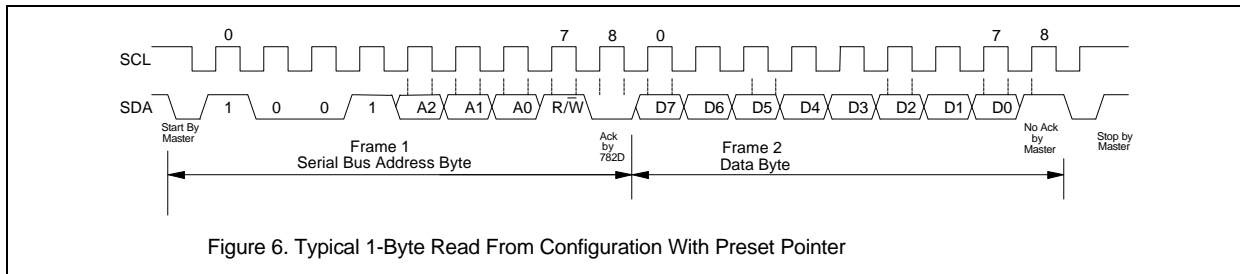 0 7 8 0 7 8
SCL
SDA 1 0 0 1 A2 A1 A0 R/W̅ D7 D6 D5 D4 D3 D2 D1 D0
Start By
Master
Ack
by
782D
No Ack
by
Master
Stop by
Master
Frame 1
Serial Bus Address Byte
Frame 2
Data Byte
Figure 6. Typical 1-Byte Read From Configuration With Preset Pointer